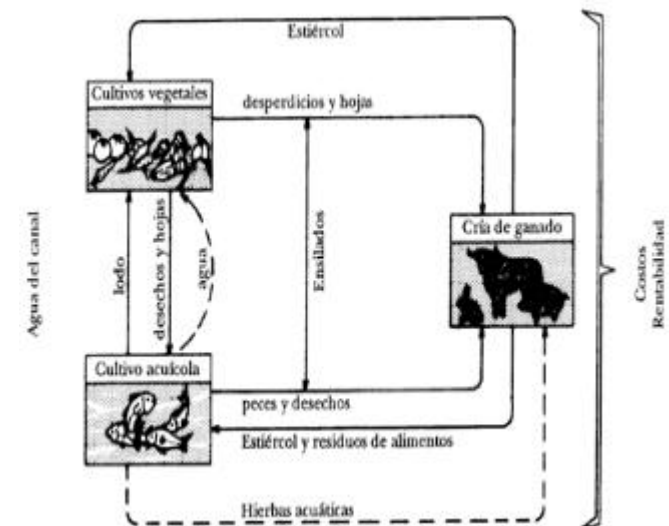 Estiércol
Cultivos vegetales
desperdicios y hojas
Agua del canal
lodo
desechos y hojas
agua
Ensilados
Cría de ganado
Costos
Rentabilidad
Cultivo acuícola
peces y desechos
Estiércol y residuos de alimentos
Hierbas acuáticas